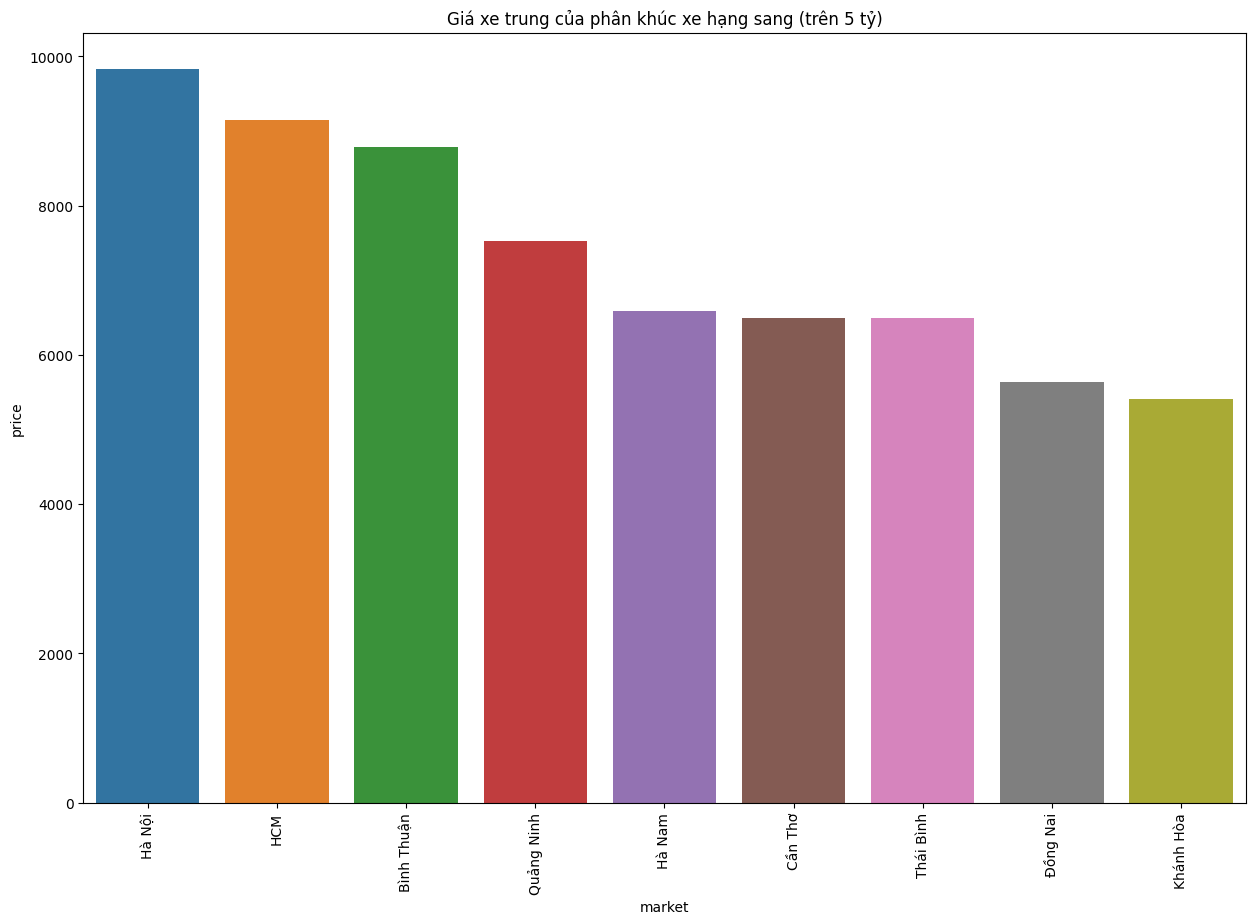 Giá xe trung của phân khúc xe hạng sang (trên 5 tỷ)
10000
8000
6000
4000
2000
0
price
Hà Nội
HCM
Bình Thuận
Quảng Ninh
Hà Nam
Cần Thơ
Thái Bình
Đồng Nai
Khánh Hòa
market